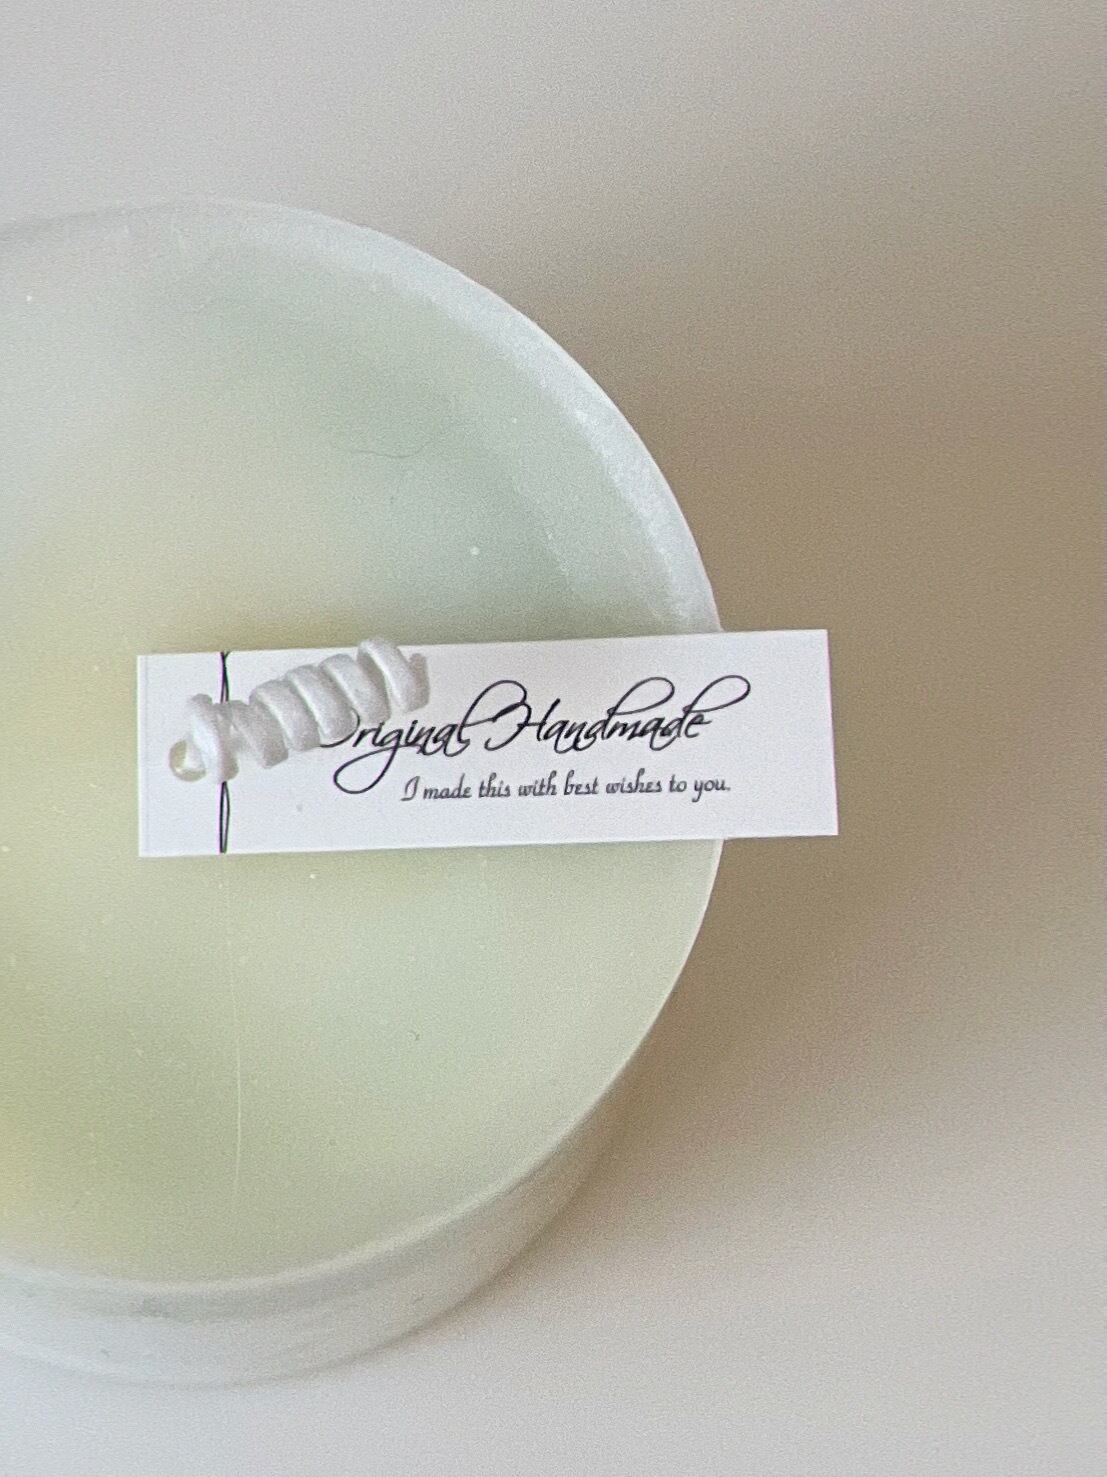 Original Handmade
I made this with best wishes to you.